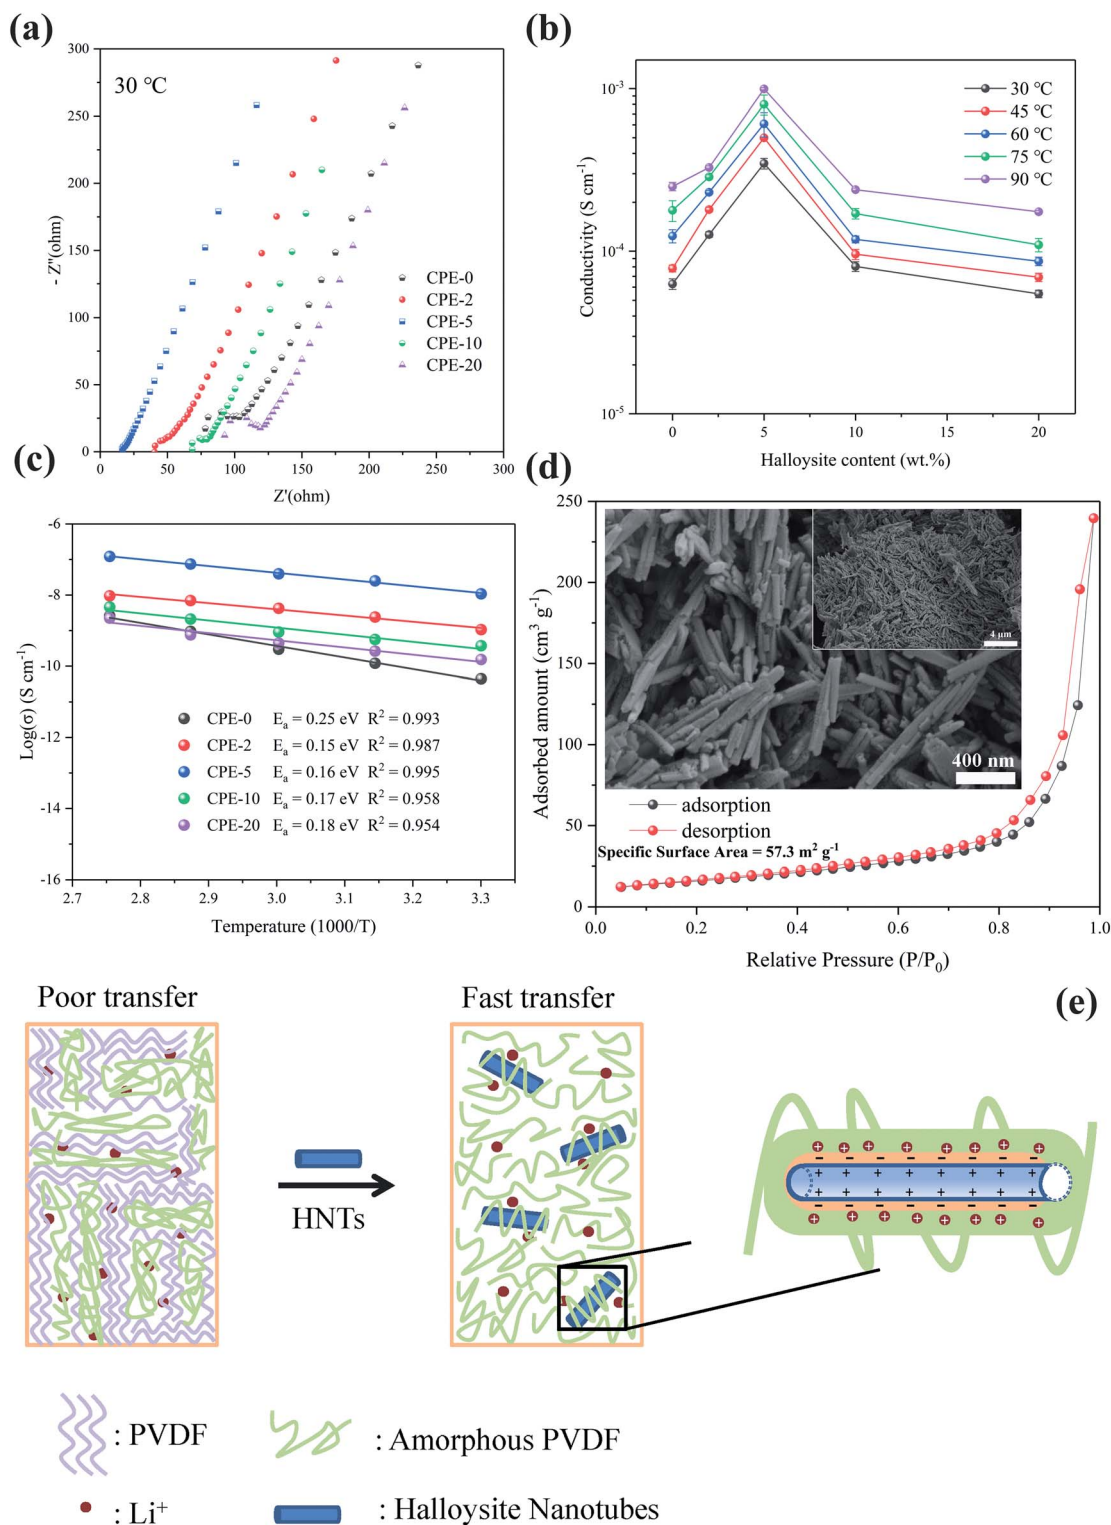 (a)
300
250
200
150
100
50
0
- Z"(ohm)
30 °C
CPE-0
CPE-2
CPE-5
CPE-10
CPE-20
0 50 100 150 200 250 300
Z'(ohm)
(b)
10⁻³
10⁻⁴
10⁻⁵
Conductivity (S cm⁻¹)
30 °C
45 °C
60 °C
75 °C
90 °C
0 5 10 15 20
Halloysite content (wt.%)
(c)
-6
-8
-10
-12
-14
-16
Log(σ) (S cm⁻¹)
CPE-0 Eₐ = 0.25 eV R² = 0.993
CPE-2 Eₐ = 0.15 eV R² = 0.987
CPE-5 Eₐ = 0.16 eV R² = 0.995
CPE-10 Eₐ = 0.17 eV R² = 0.958
CPE-20 Eₐ = 0.18 eV R² = 0.954
2.7 2.8 2.9 3.0 3.1 3.2 3.3
Temperature (1000/T)
(d)
250
200
150
100
50
0
Adsorbed amount (cm³ g⁻¹)
4 μm
400 nm
adsorption
desorption
Specific Surface Area = 57.3 m² g⁻¹
0.0 0.2 0.4 0.6 0.8 1.0
Relative Pressure (P/P₀)
Poor transfer
Fast transfer
(e)
HNTs
+ + + + + + + +
- - - - - - - -
+ + + + + + + +
+ + + + + + + +
- - - - - - - -
+ + + + + + + +
: PVDF
: Amorphous PVDF
: Li⁺
: Halloysite Nanotubes